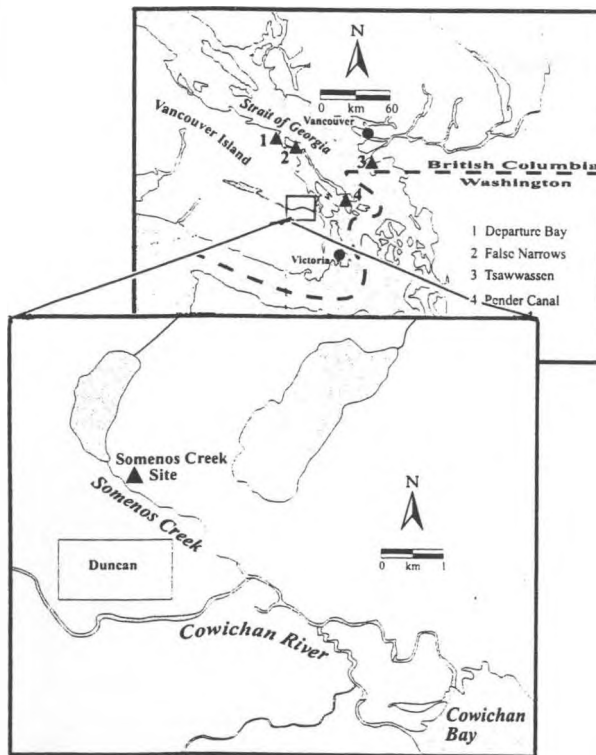 N
0 km 60
Vancouver
Strait of Georgia
Vancouver Island
1
2
3
British Columbia
Washington
4
1 Departure Bay
2 False Narrows
3 Tsawwassen
4 Pender Canal
Victoria
Somenos Creek
Site
Somenos Creek
N
0 km 1
Duncan
Cowichan River
Cowichan
Bay